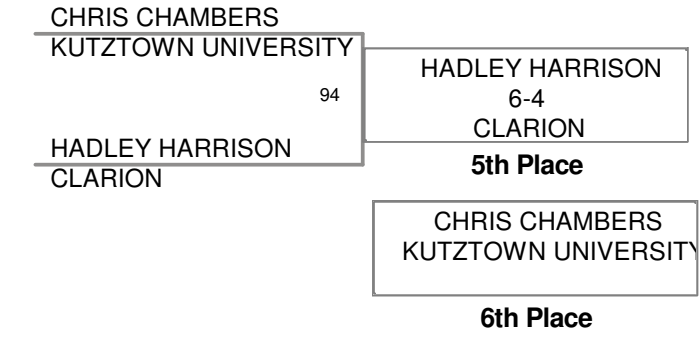 CHRIS CHAMBERS
KUTZTOWN UNIVERSITY
94
HADLEY HARRISON
CLARION
HADLEY HARRISON
6-4
CLARION
5th Place
CHRIS CHAMBERS
KUTZTOWN UNIVERSITY
6th Place